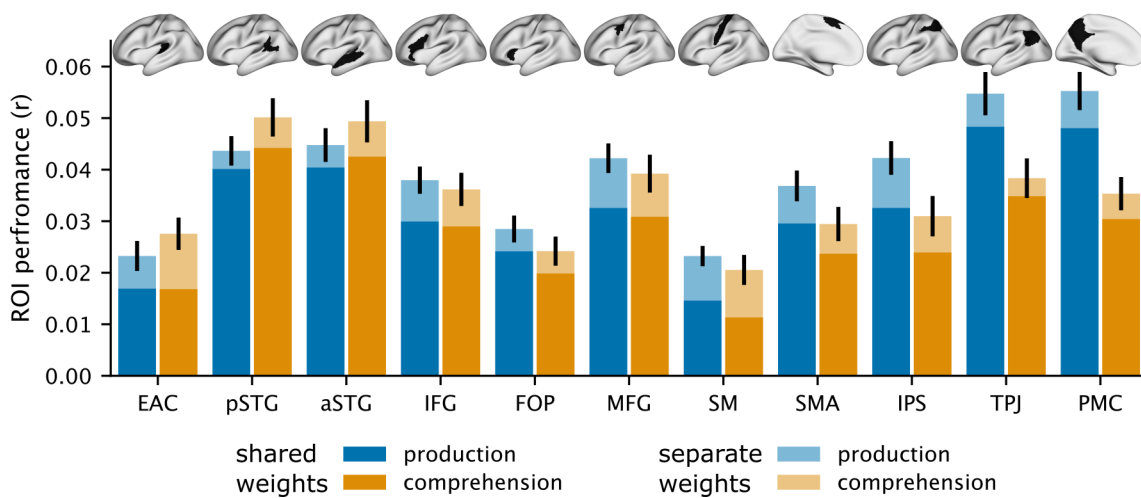 ROI perfromance (r)
0.06
0.05
0.04
0.03
0.02
0.01
0.00
EAC pSTG aSTG IFG FOP MFG SM SMA IPS TPJ PMC
shared weights
production
comprehension
separate weights
production
comprehension